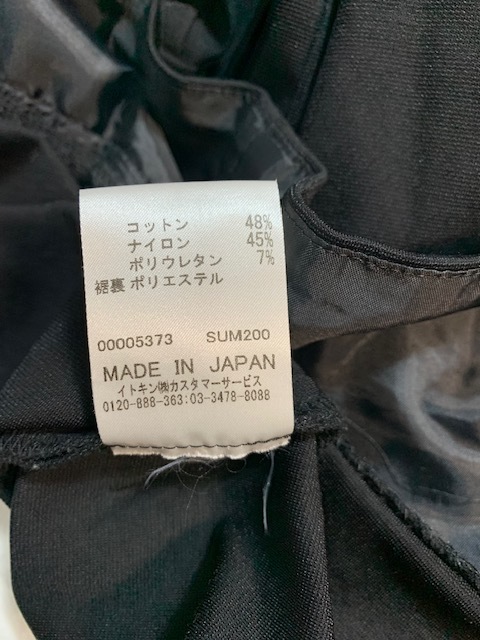 コットン 48%
ナイロン 45%
ポリウレタン 7%
裾裏 ポリエステル
00005373 SUM200
MADE IN JAPAN
イトキン㈱カスタマーサービス
0120-888-363:03-3478-8088